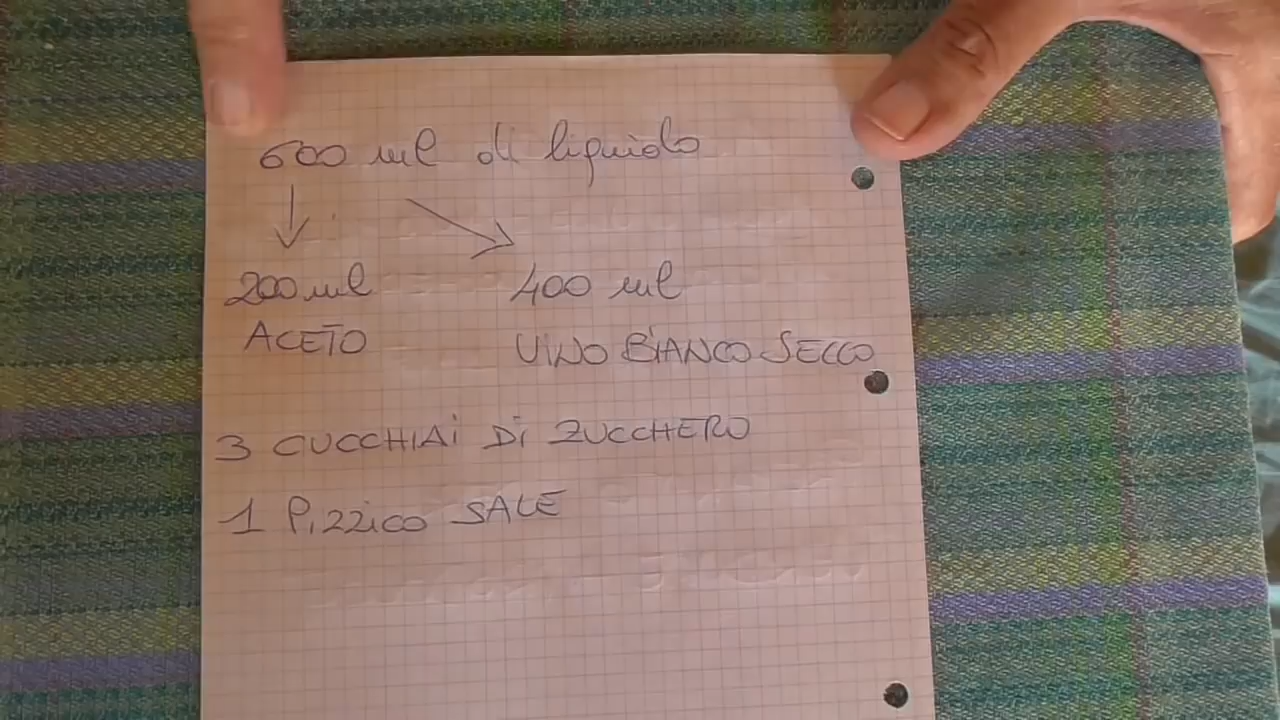 600 ml di liquido
200 ml 400 ml
ACETO VINO BIANCO SECCO
3 CUCCHIAI DI ZUCCHERO
1 PIZZICO SALE